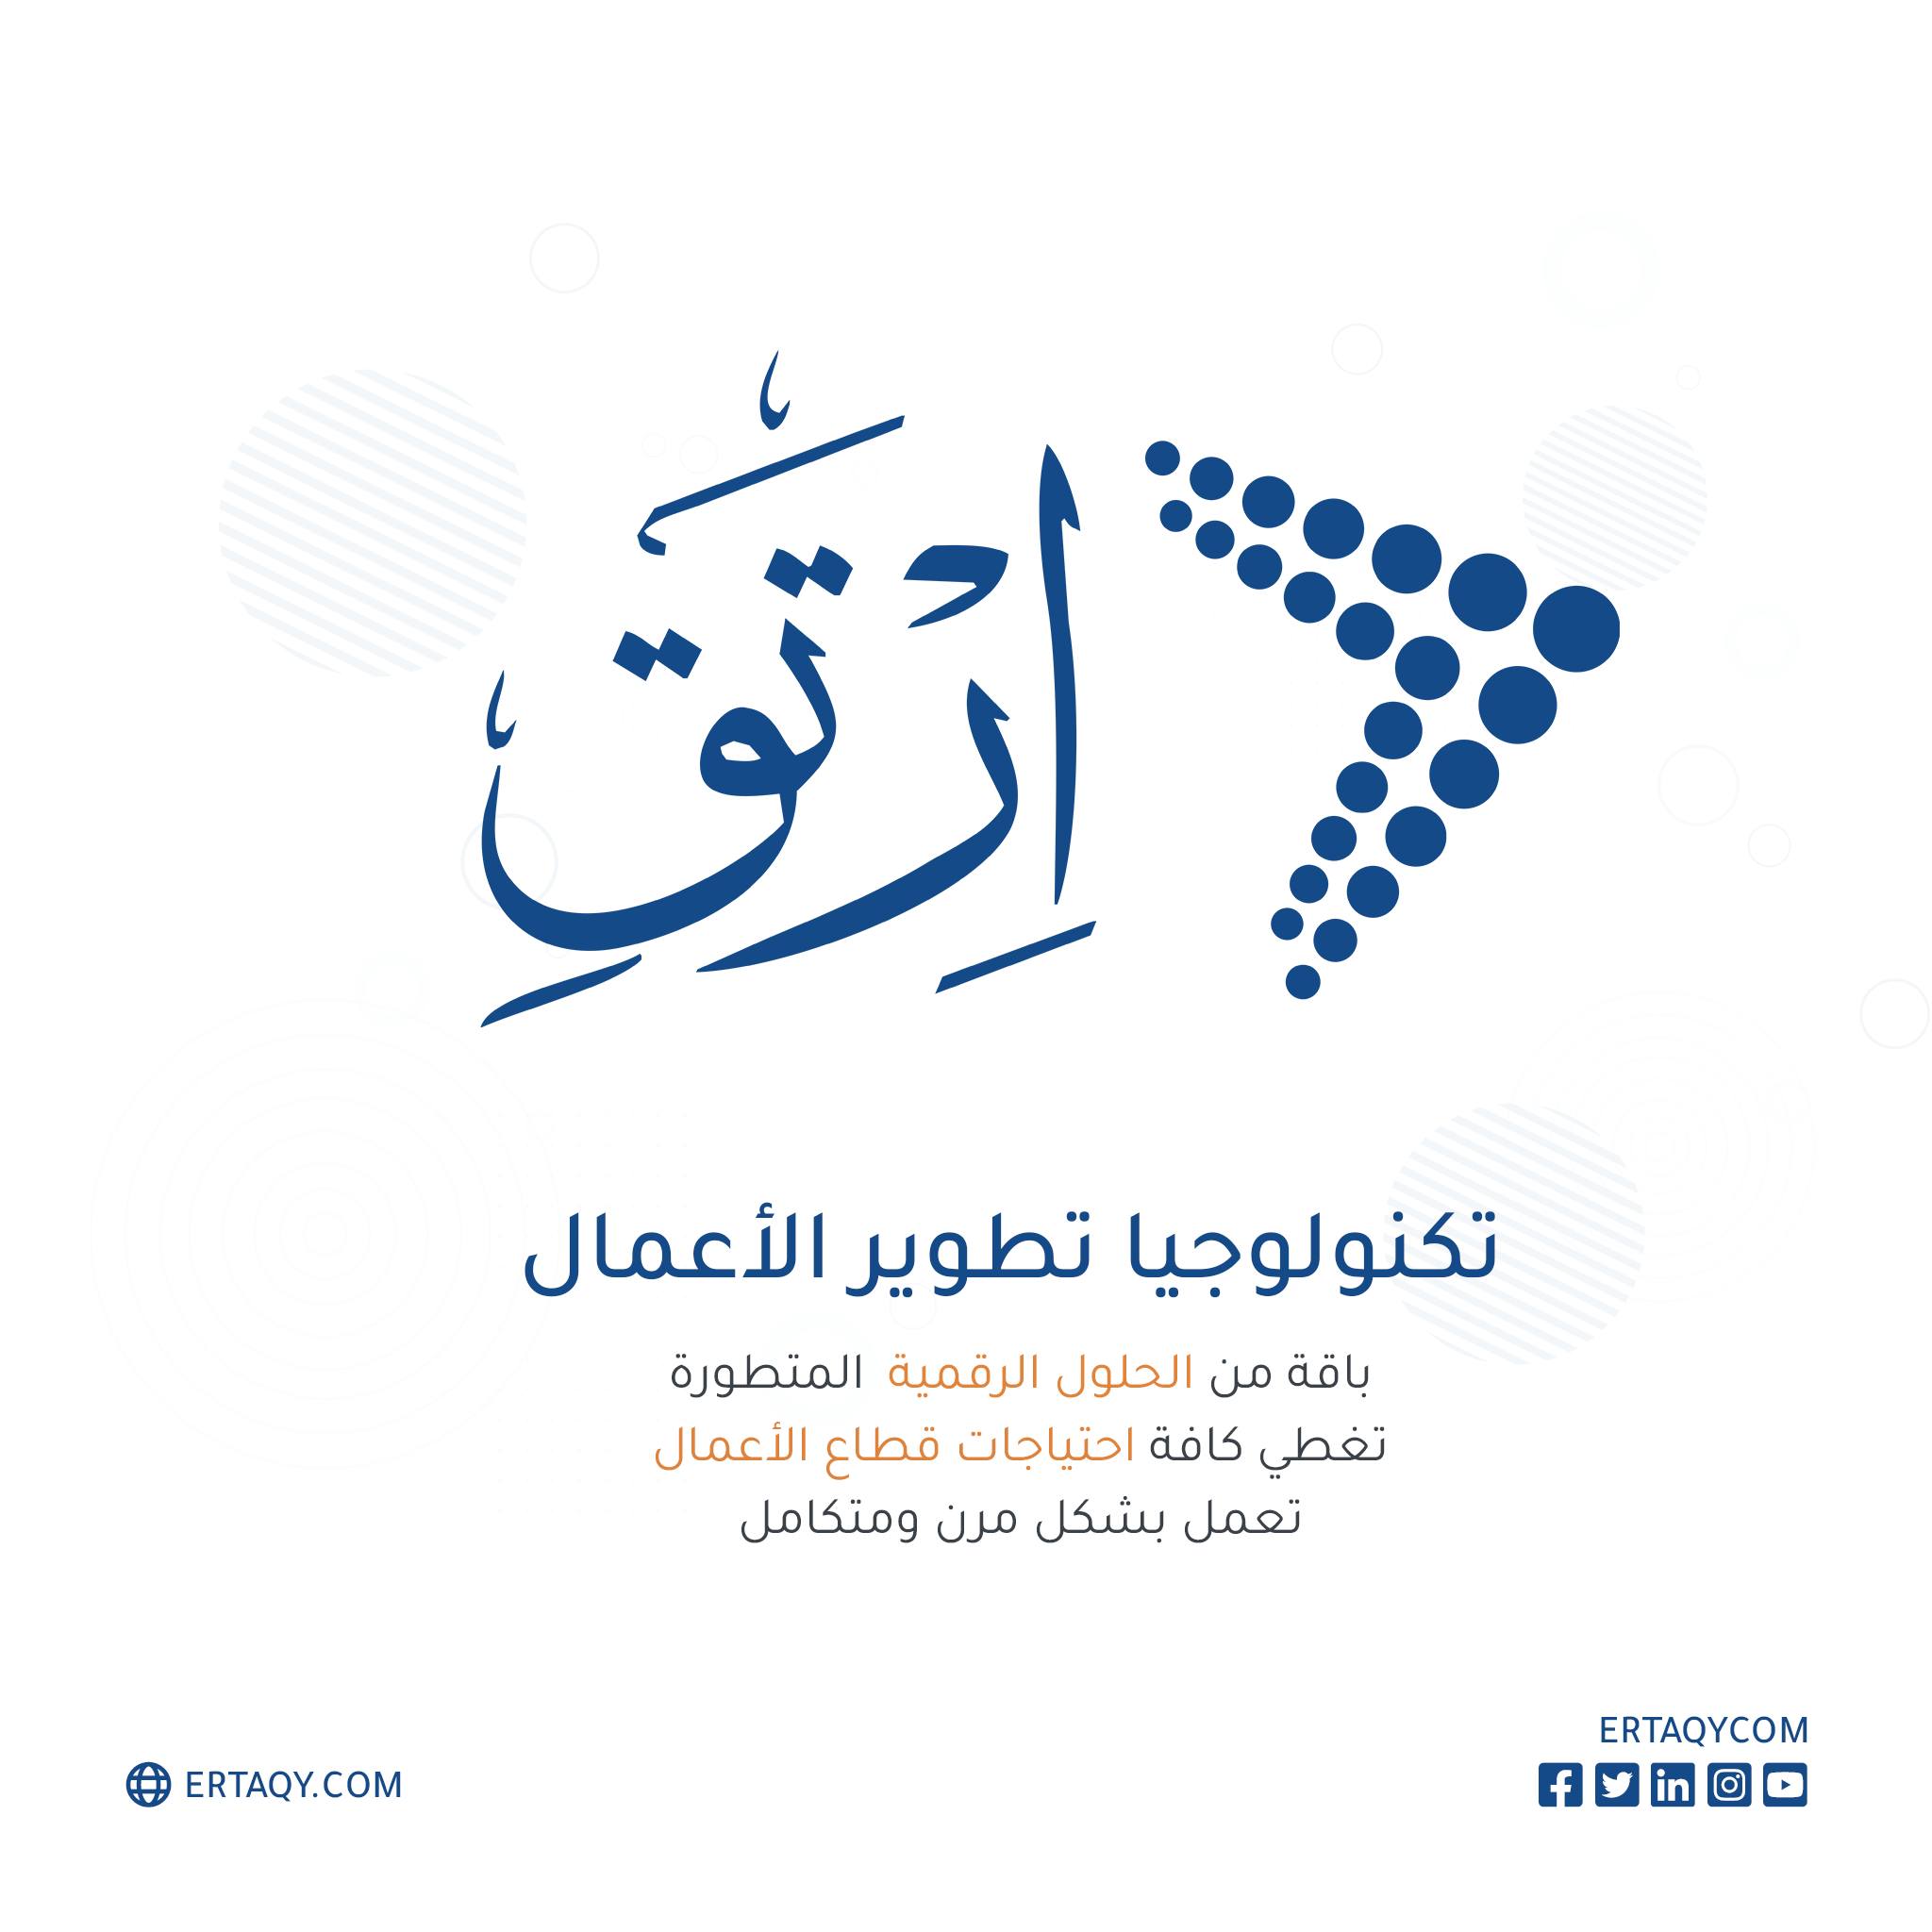 ارتق
تكنولوجيا تطوير الأعمال
باقة من الحلول الرقمية المتطورة
تغطي كافة احتياجات قطاع الأعمال
تعمل بشكل مرن ومتكامل
ERTAQYCOM
ERTAQY.COM